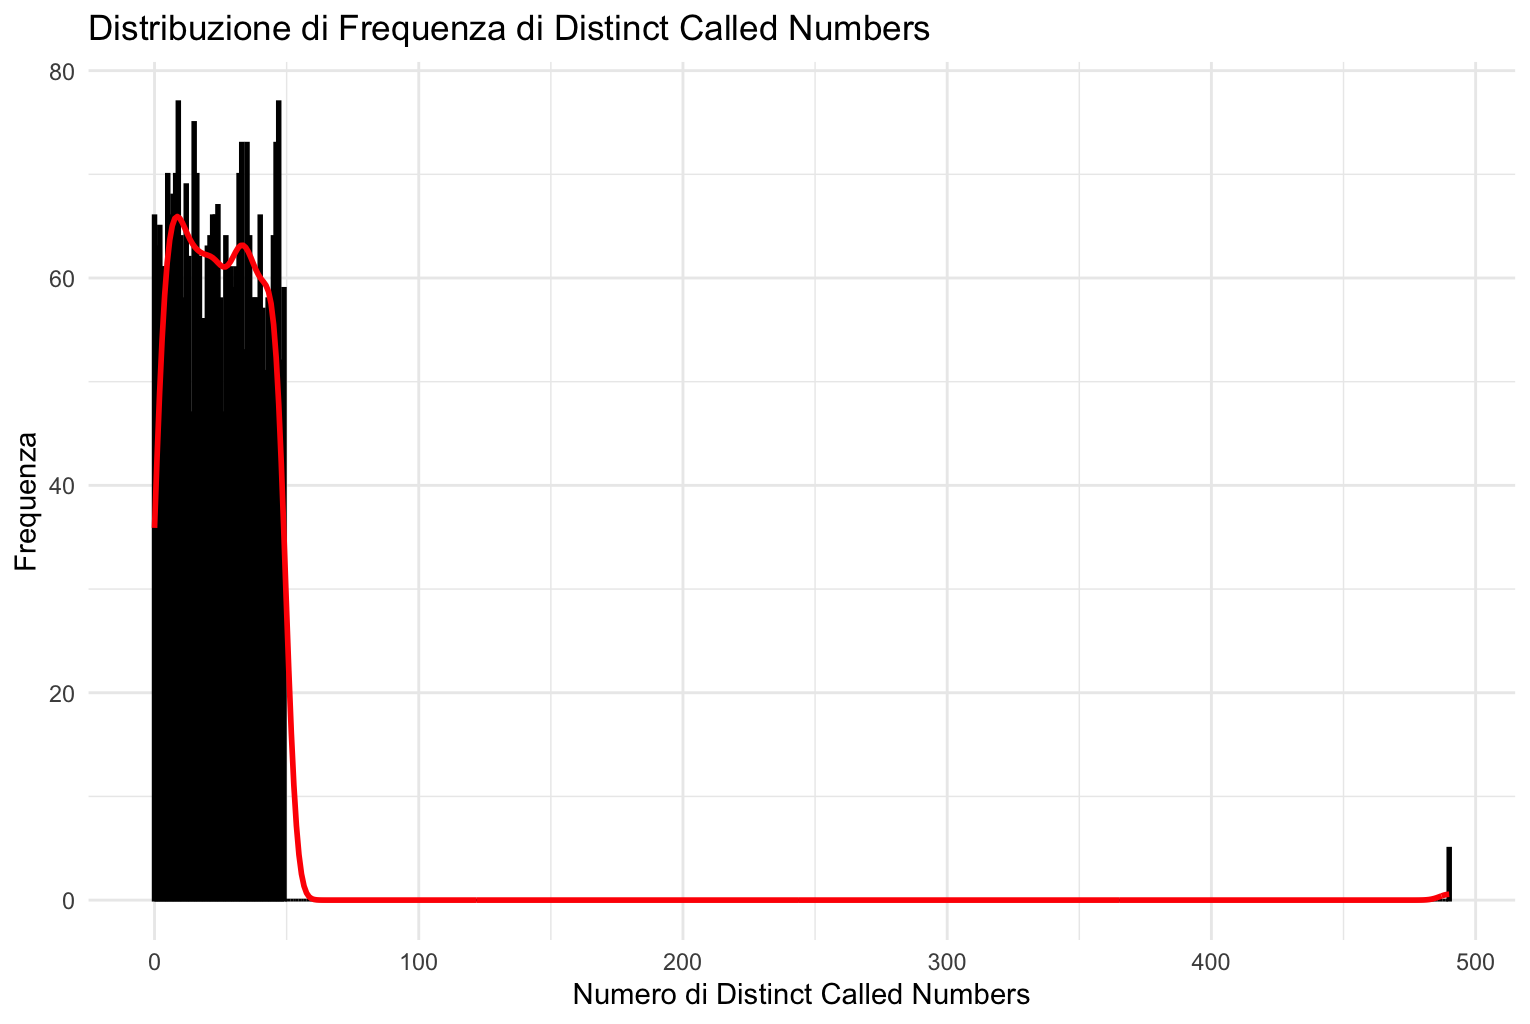 Distribuzione di Frequenza di Distinct Called Numbers
80
60
40
20
0
Frequenza
0 100 200 300 400 500
Numero di Distinct Called Numbers